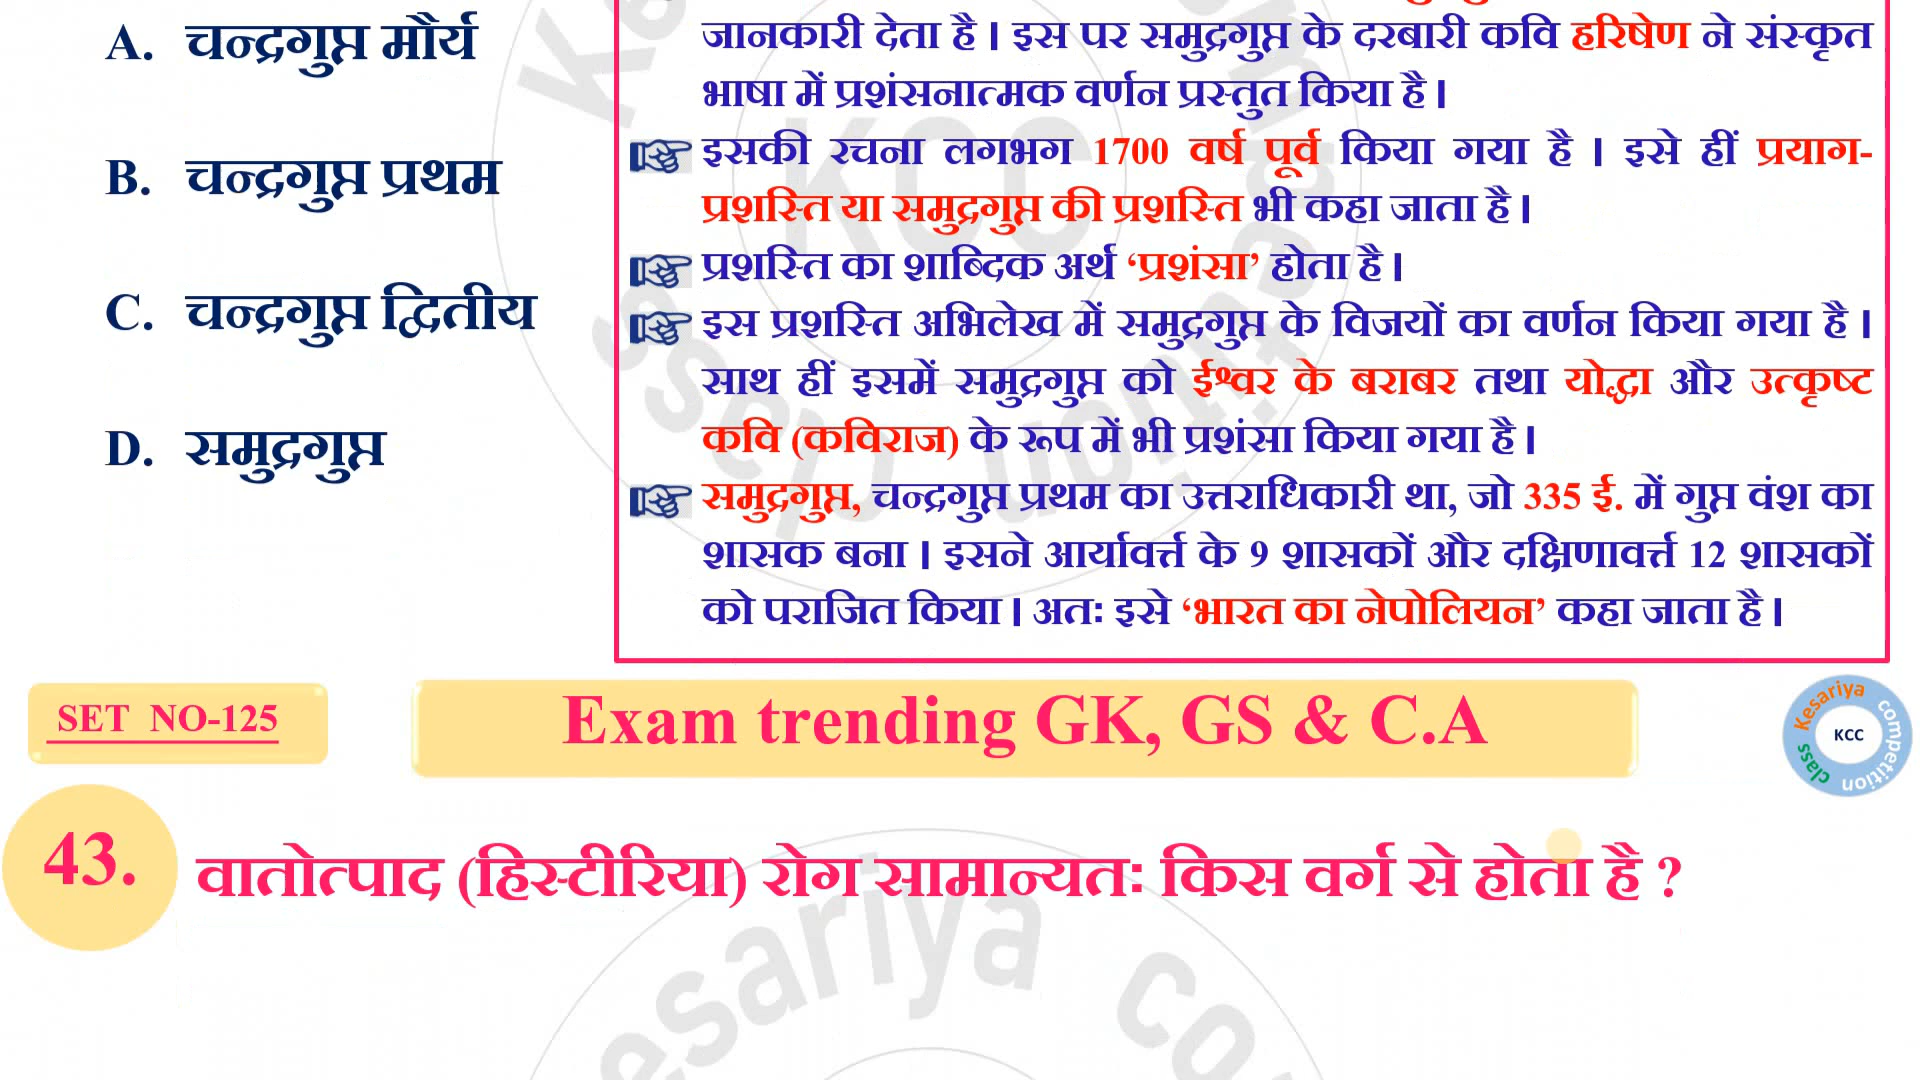 A. चन्द्रगुप्त मौर्य
B. चन्द्रगुप्त प्रथम
C. चन्द्रगुप्त द्वितीय
D. समुद्रगुप्त
जानकारी देता है। इस पर समुद्रगुप्त के दरबारी कवि हरिषेण ने संस्कृत
भाषा में प्रशंसनात्मक वर्णन प्रस्तुत किया है।
इसकी रचना लगभग 1700 वर्ष पूर्व किया गया है । इसे हीं प्रयाग-
प्रशस्ति या समुद्रगुप्त की प्रशस्ति भी कहा जाता है।
प्रशस्ति का शाब्दिक अर्थ ‘प्रशंसा’ होता है।
इस प्रशस्ति अभिलेख में समुद्रगुप्त के विजयों का वर्णन किया गया है ।
साथ हीं इसमें समुद्रगुप्त को ईश्वर के बराबर तथा योद्धा और उत्कृष्ट
कवि (कविराज) के रूप में भी प्रशंसा किया गया है।
समुद्रगुप्त, चन्द्रगुप्त प्रथम का उत्तराधिकारी था, जो 335 ई. में गुप्त वंश का
शासक बना । इसने आर्यावर्त्त के 9 शासकों और दक्षिणावर्त्त 12 शासकों
को पराजित किया। अतः इसे ‘भारत का नेपोलियन’ कहा जाता है।
SET NO-125
Exam trending GK, GS & C.A
Kesariya competition class
KCC
43. वातोत्पाद (हिस्टीरिया) रोग सामान्यतः किस वर्ग से होता है ?